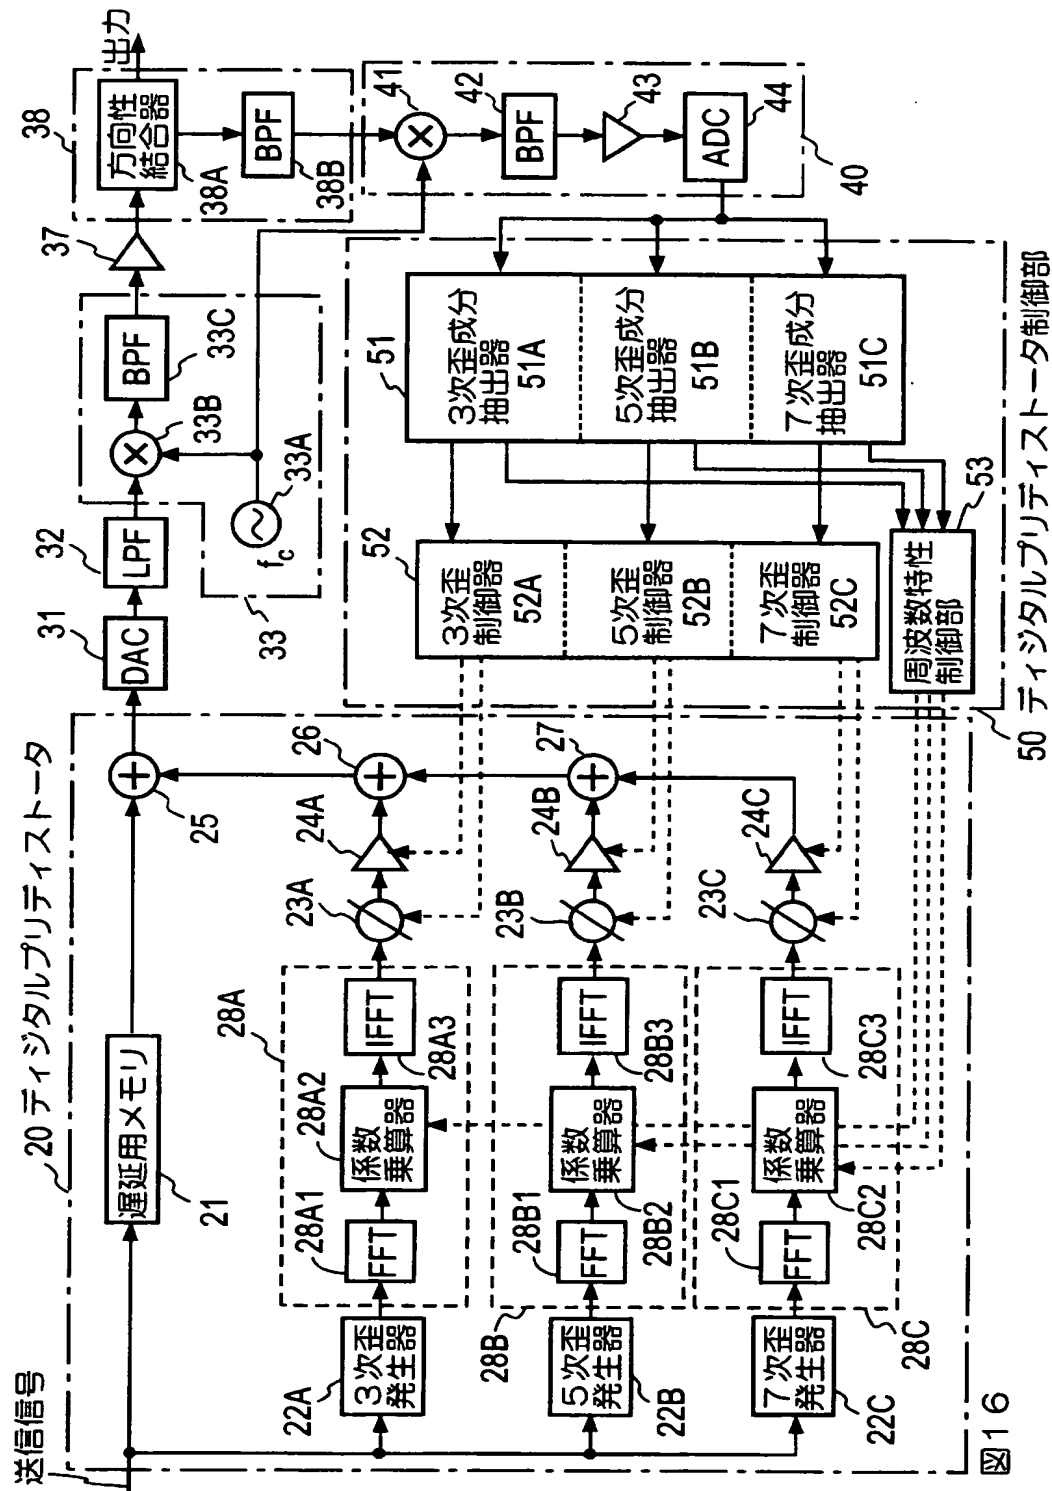 送信信号
20 ディジタルプリディストータ
遅延用メモリ
21
25
DAC
31
LPF
32
33
33A
fc
33B
BPF
33C
37
38
方向性
結合器
38A
出力
BPF
38B
41
42
BPF
43
ADC
44
40
22A
3次歪
発生器
28A
28A1
FFT
28A2
係数
乗算器
IFFT
28A3
23A
24A
26
28B
5次歪
発生器
22B
28B1
FFT
係数
乗算器
28B2
IFFT
28B3
23B
24B
27
7次歪
発生器
22C
28C
28C1
FFT
係数
乗算器
28C2
IFFT
28C3
23C
24C
51
3次歪成分
抽出器
51A
5次歪成分
抽出器
51B
7次歪成分
抽出器
51C
52
3次歪
制御器
52A
5次歪
制御器
52B
7次歪
制御器
52C
53
周波数特性
制御部
50 ディジタルプリディストータ制御部
図16